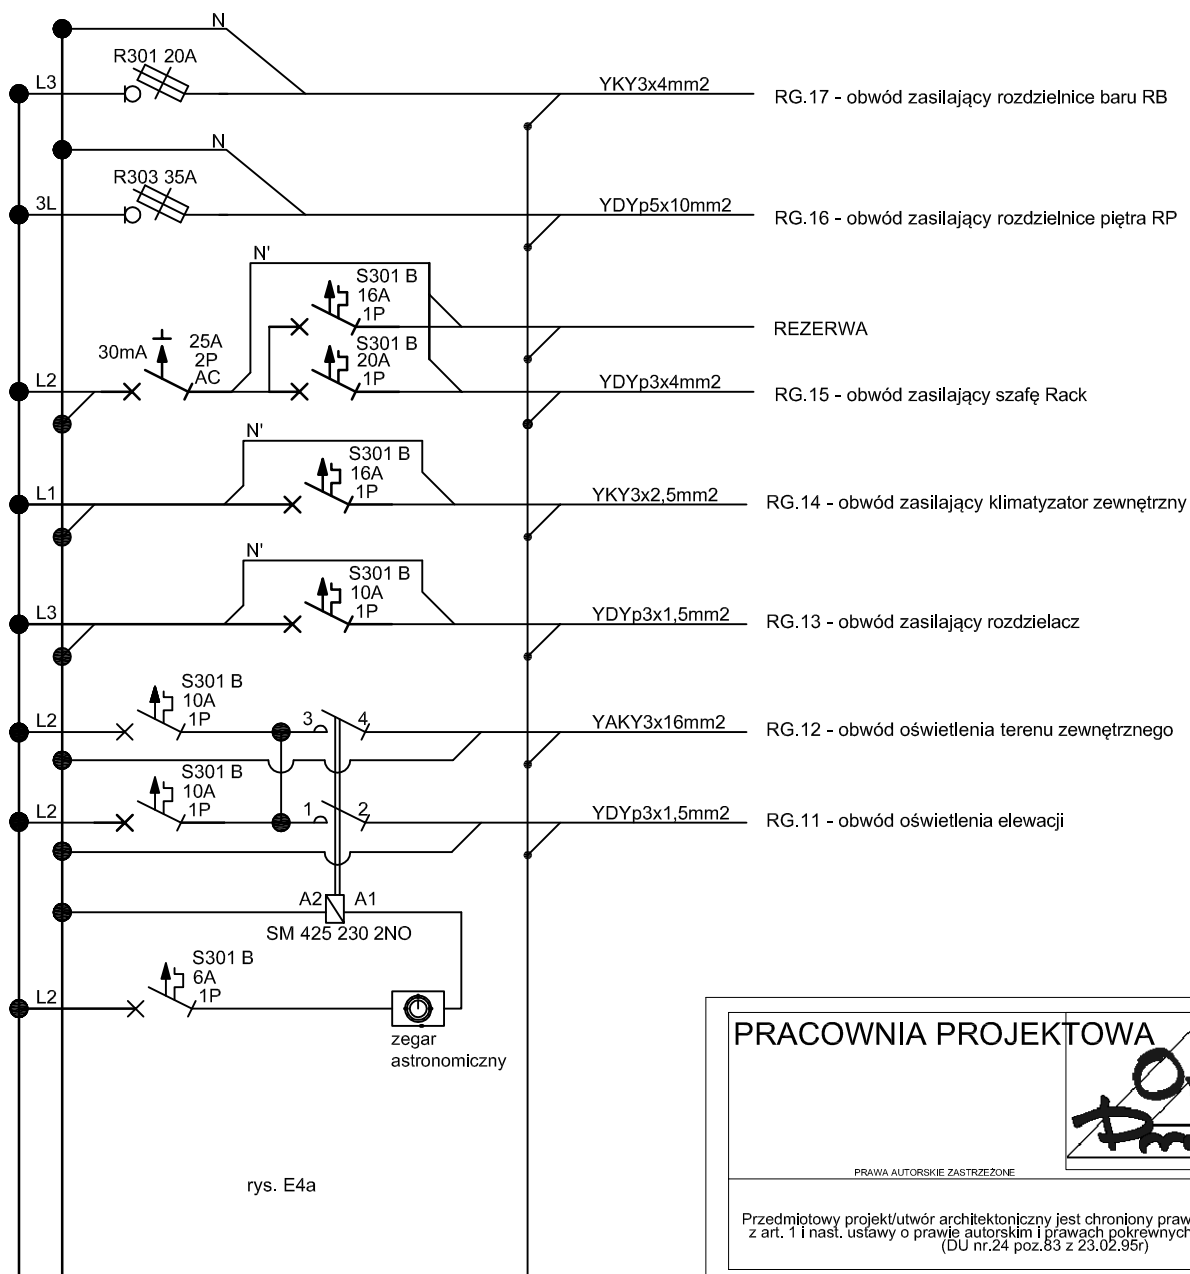 N
R301 20A
L3
YKY3x4mm2
RG.17 - obwód zasilający rozdzielnice baru RB
N
R303 35A
3L
YDYp5x10mm2
RG.16 - obwód zasilający rozdzielnice piętra RP
N'
S301 B
16A
1P
REZERWA
30mA
25A
2P
AC
S301 B
20A
1P
L2
YDYp3x4mm2
RG.15 - obwód zasilający szafę Rack
N'
S301 B
16A
1P
L1
YKY3x2,5mm2
RG.14 - obwód zasilający klimatyzator zewnętrzny
N'
S301 B
10A
1P
L3
YDYp3x1,5mm2
RG.13 - obwód zasilający rozdzielacz
S301 B
10A
1P
L2
3
4
YAKY3x16mm2
RG.12 - obwód oświetlenia terenu zewnętrznego
S301 B
10A
1P
L2
1
2
YDYp3x1,5mm2
RG.11 - obwód oświetlenia elewacji
A2
A1
SM 425 230 2NO
S301 B
6A
1P
L2
zegar
astronomiczny
rys. E4a
PRACOWNIA PROJEKTOWA
PRAWA AUTORSKIE ZASTRZEŻONE
Przedmiotowy projekt/utwór architektoniczny jest chroniony praw
z art. 1 i nast. ustawy o prawie autorskim i prawach pokrewnych
(DU nr.24 poz.83 z 23.02.95r)